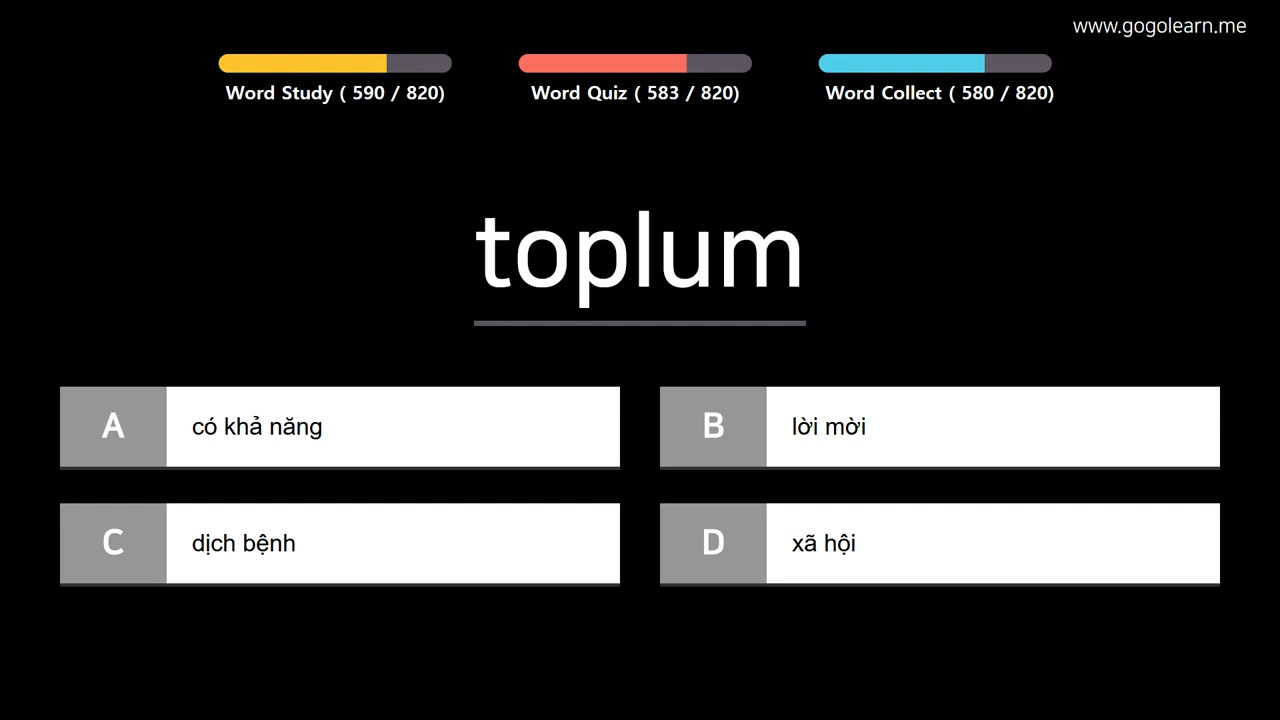 www.gogolearn.me
Word Study ( 590 / 820)
Word Quiz ( 583 / 820)
Word Collect ( 580 / 820)
toplum
A có khả năng
B lời mời
C dịch bệnh
D xã hội